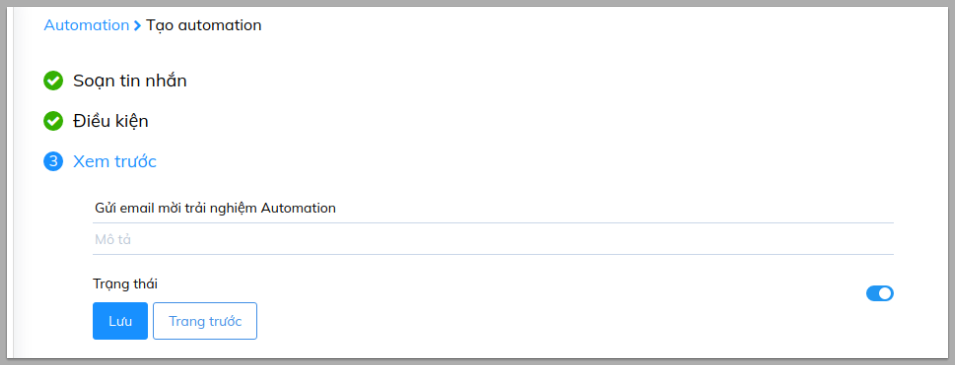 Automation > Tạo automation
Soạn tin nhắn
Điều kiện
3 Xem trước
Gửi email mời trải nghiệm Automation
Mô tả
Trạng thái
Lưu Trang trước